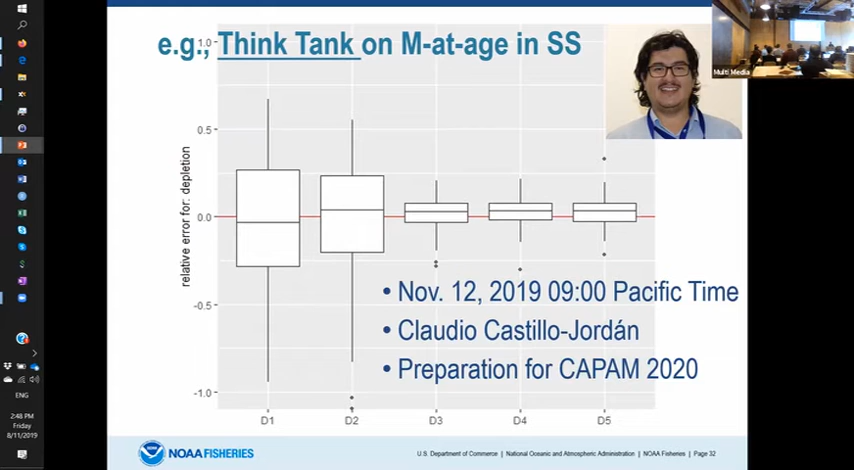 e.g., Think Tank on M-at-age in SS
Multi Media
1.0
0.5
0.0
-0.5
-1.0
relative error for: depletion
D1 D2 D3 D4 D5
• Nov. 12, 2019 09:00 Pacific Time
• Claudio Castillo-Jordán
• Preparation for CAPAM 2020
NOAA FISHERIES
U.S. Department of Commerce | National Oceanic and Atmospheric Administration | NOAA Fisheries | Page 32
ENG
2:48 PM
Friday
8/11/2019